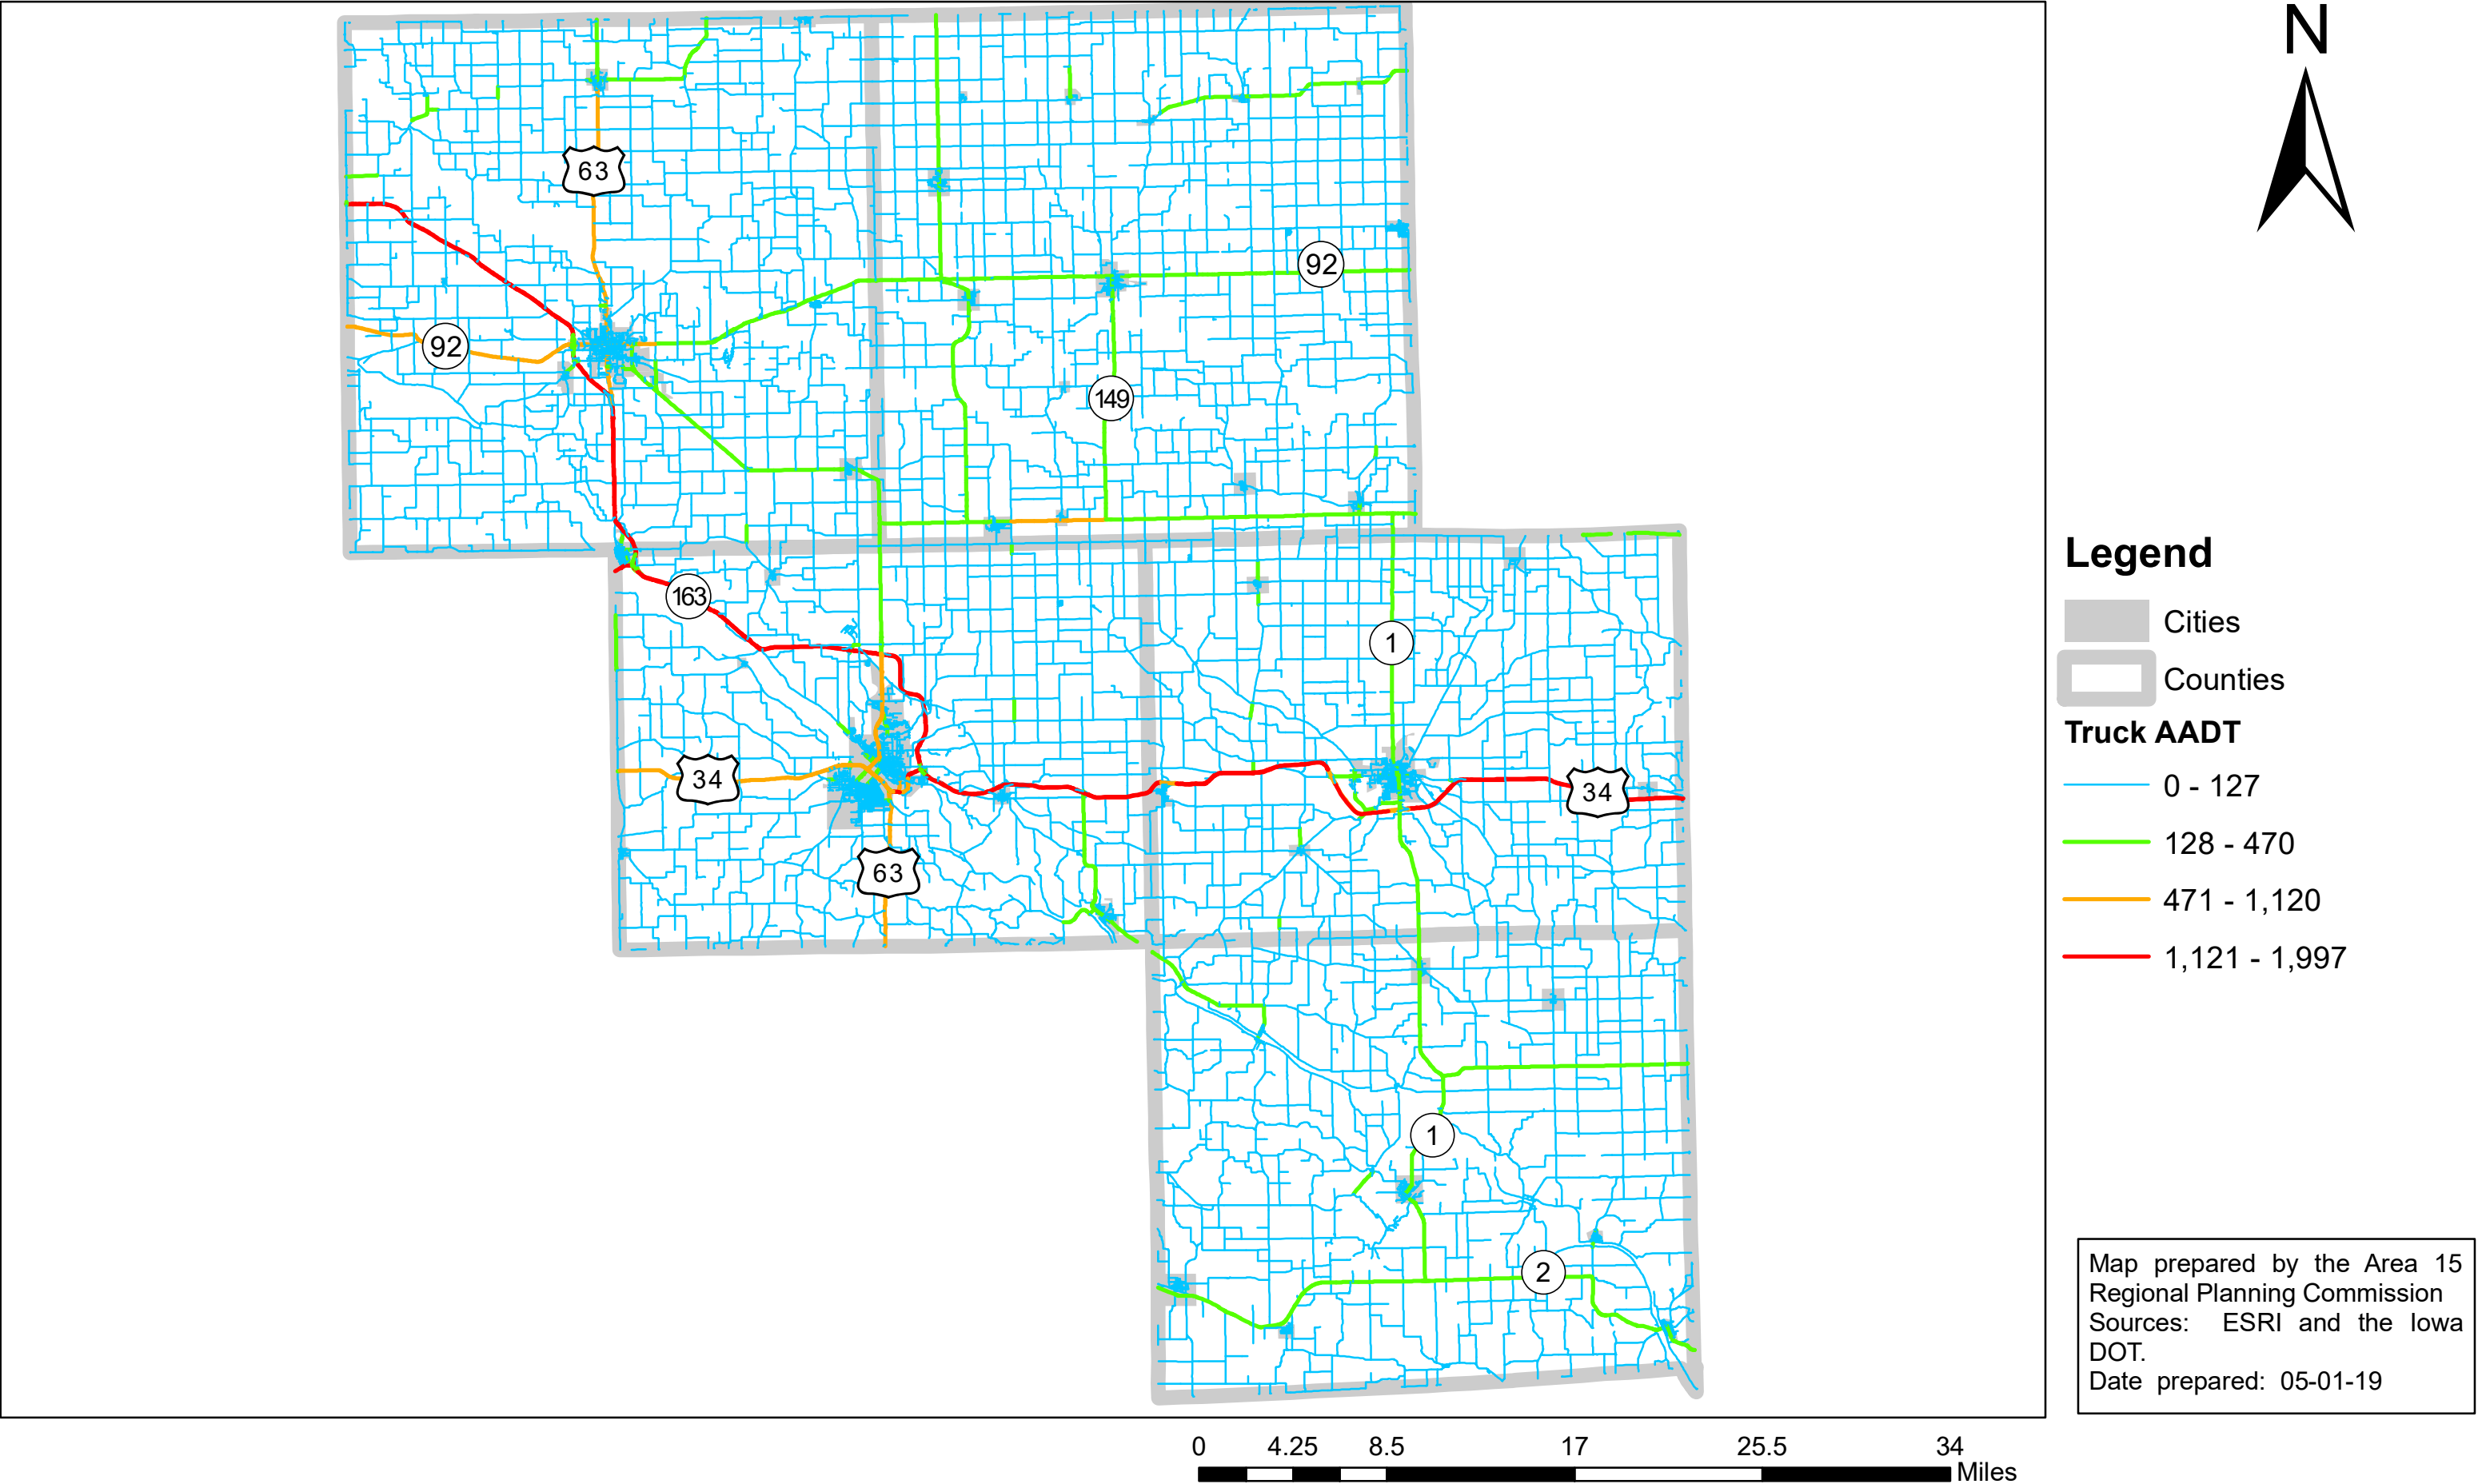 N
63
92
92
149
163
1
34
34
63
1
2
Legend
Cities
Counties
Truck AADT
0 - 127
128 - 470
471 - 1,120
1,121 - 1,997
Map prepared by the Area 15
Regional Planning Commission
Sources: ESRI and the Iowa
DOT.
Date prepared: 05-01-19
0 4.25 8.5 17 25.5 34
Miles